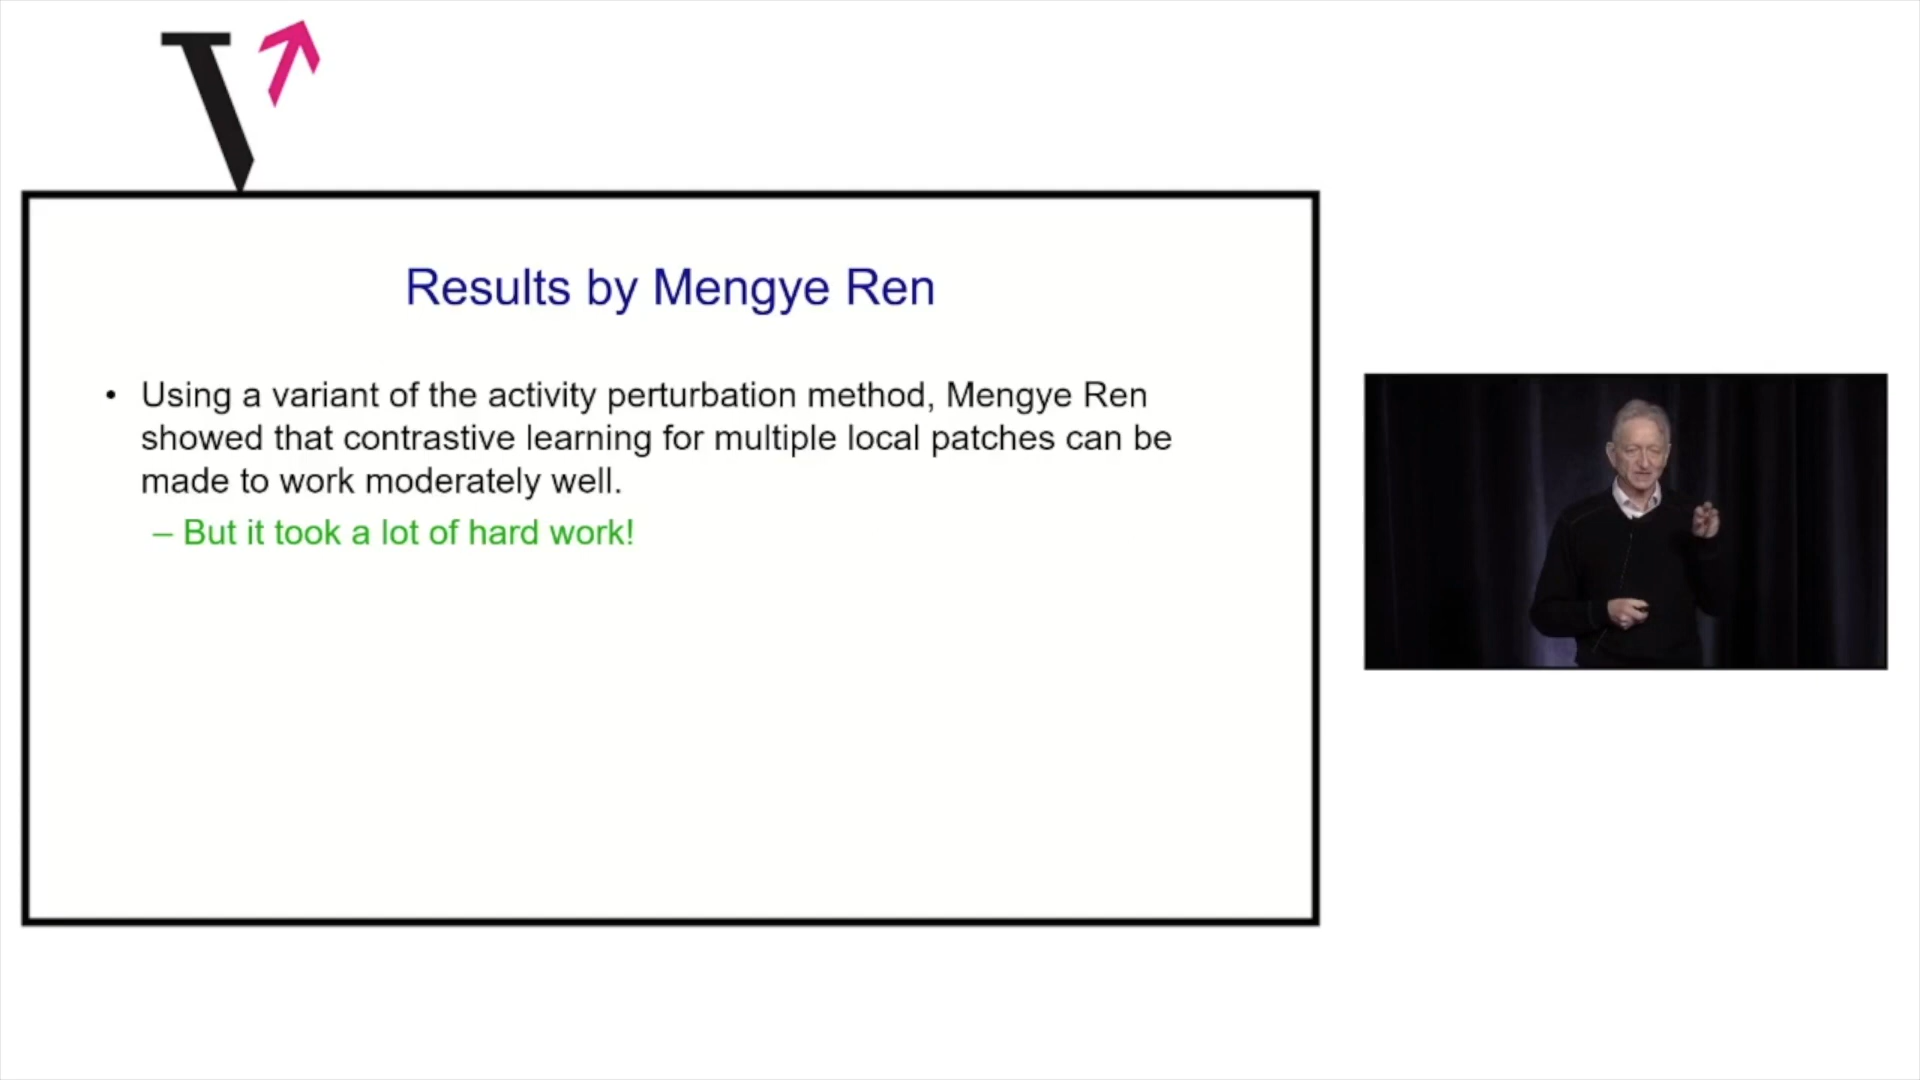 Results by Mengye Ren
• Using a variant of the activity perturbation method, Mengye Ren
showed that contrastive learning for multiple local patches can be
made to work moderately well.
– But it took a lot of hard work!